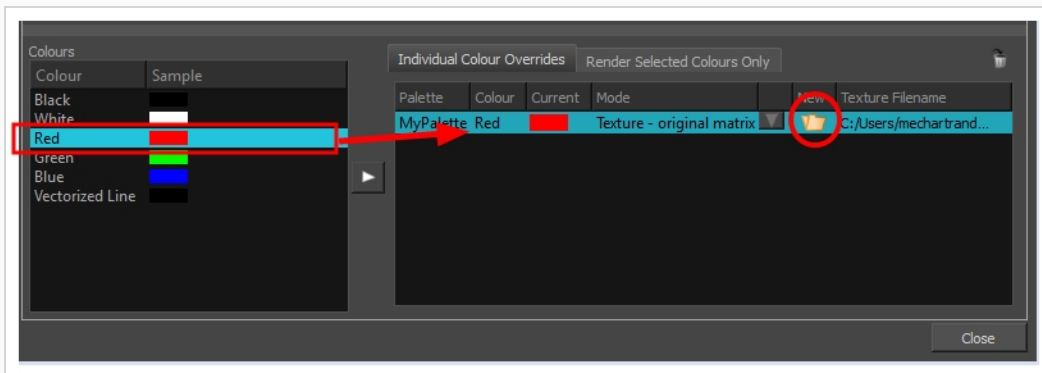 Colours
Colour Sample
Black
White
Red
Green
Blue
Vectorized Line
Individual Colour Overrides Render Selected Colours Only
Palette Colour Current Mode New Texture Filename
MyPalette Red Texture - original matrix C:/Users/mechartrand...
Close